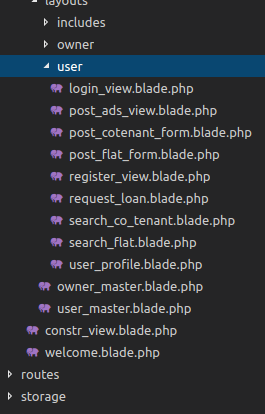 layouts
includes
owner
user
login_view.blade.php
post_ads_view.blade.php
post_cotenant_form.blade.php
post_flat_form.blade.php
register_view.blade.php
request_loan.blade.php
search_co_tenant.blade.php
search_flat.blade.php
user_profile.blade.php
owner_master.blade.php
user_master.blade.php
constr_view.blade.php
welcome.blade.php
routes
storage